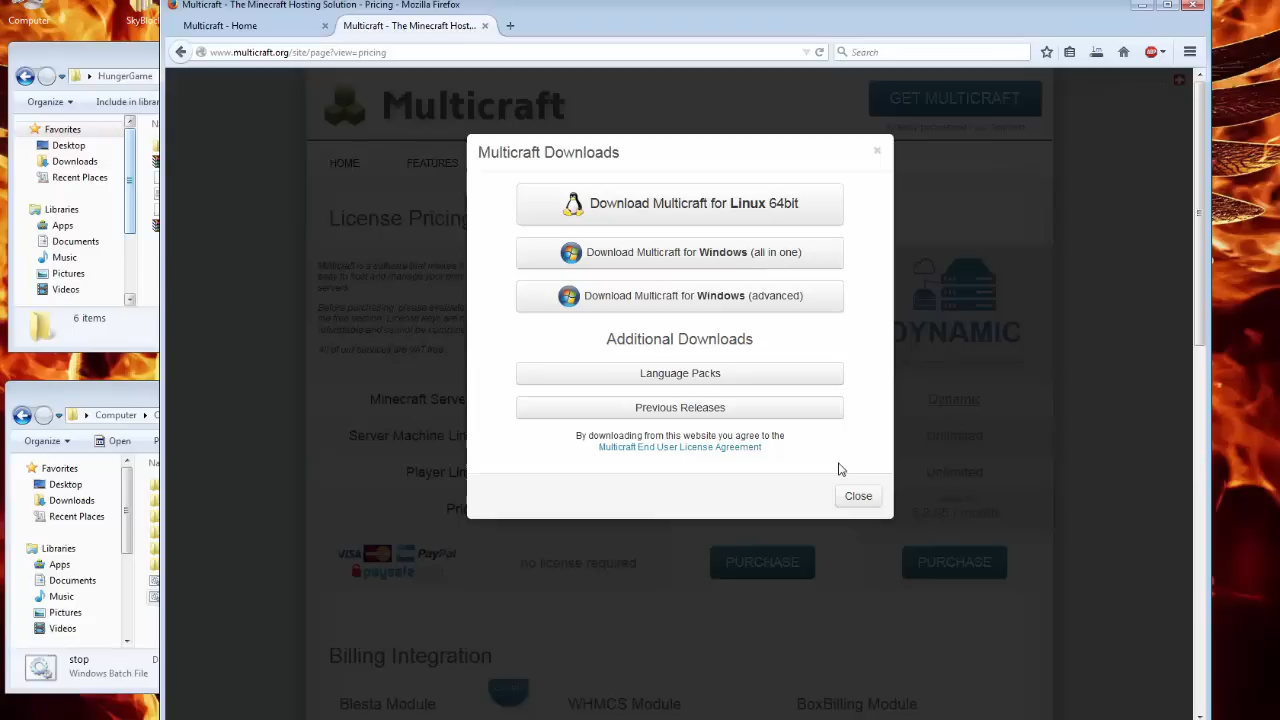 Computer
SkyBloc
Multicraft - The Minecraft Hosting Solution - Pricing - Mozilla Firefox
Multicraft - Home
Multicraft - The Minecraft Host...
www.multicraft.org/site/page?view=pricing
Search
HungerGame
Organize
Include in librar
Favorites
Desktop
Downloads
Recent Places
Libraries
Apps
Documents
Music
Pictures
Videos
6 items
Computer
Organize
Open
Favorites
Desktop
Downloads
Recent Places
Libraries
Apps
Documents
Music
Pictures
Videos
stop
Windows Batch File
Multicraft
GET MULTICRAFT
HOME
FEATURES
License Pricing
Multicraft Downloads
Download Multicraft for Linux 64bit
Download Multicraft for Windows (all in one)
Download Multicraft for Windows (advanced)
Additional Downloads
Language Packs
Previous Releases
By downloading from this website you agree to the
Multicraft End User License Agreement
Close
DYNAMIC
Minecraft Serve
Dynamic
Server Machine Lim
Unlimited
Player Lim
Unlimited
Pri
VISA
PayPal
paysafe
no license required
PURCHASE
PURCHASE
Billing Integration
Blesta Module
WHMCS Module
BoxBilling Module